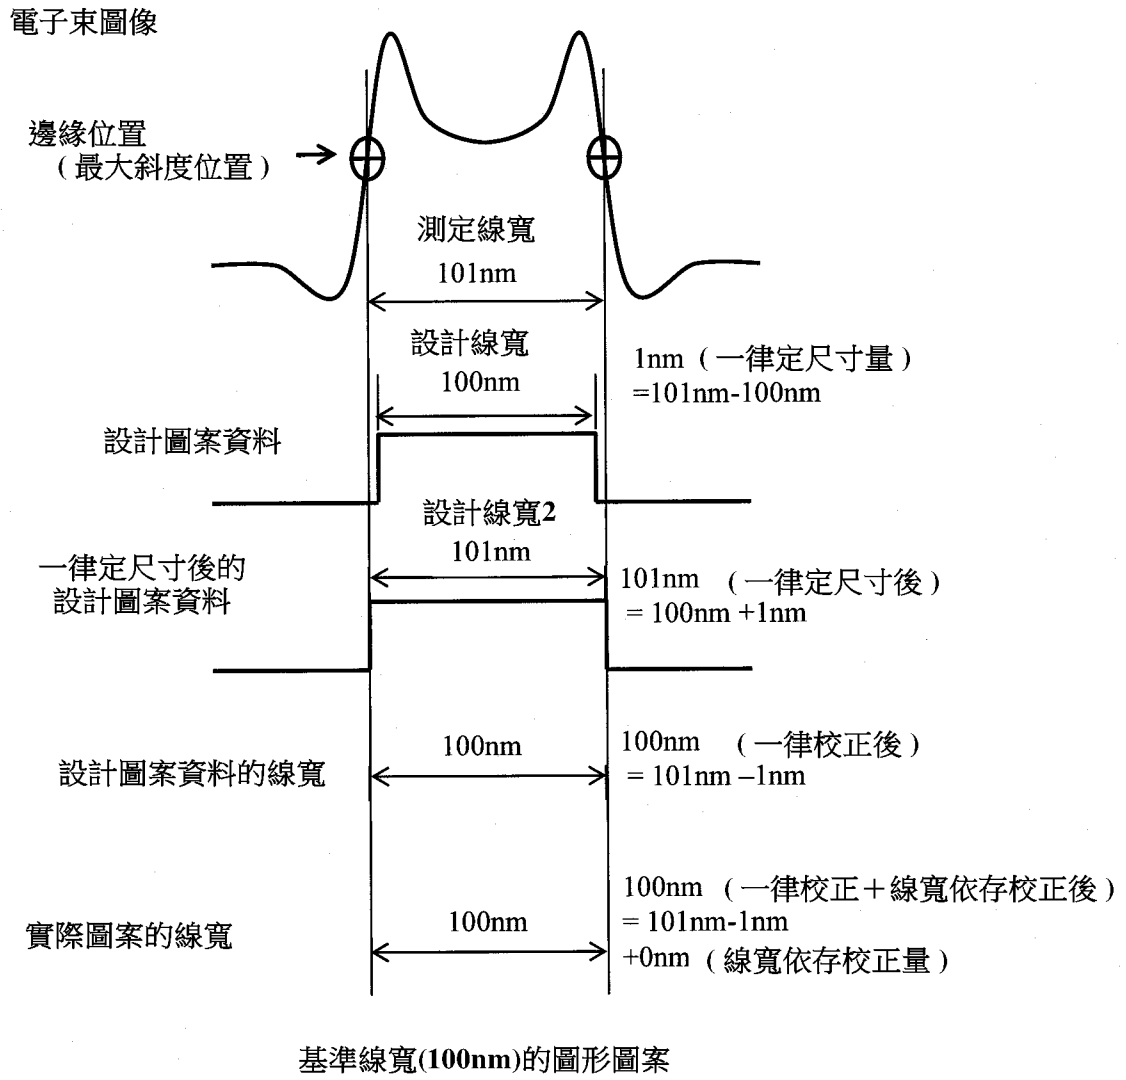 電子束圖像
邊緣位置
(最大斜度位置)
測定線寬
101nm
設計線寬
100nm
1nm (一律定尺寸量)
=101nm-100nm
設計圖案資料
設計線寬2
101nm
一律定尺寸後的
設計圖案資料
101nm (一律定尺寸後)
= 100nm +1nm
100nm
設計圖案資料的線寬
100nm (一律校正後)
= 101nm –1nm
100nm
實際圖案的線寬
100nm (一律校正+線寬依存校正後)
= 101nm-1nm
+0nm (線寬依存校正量)
基準線寬(100nm)的圖形圖案